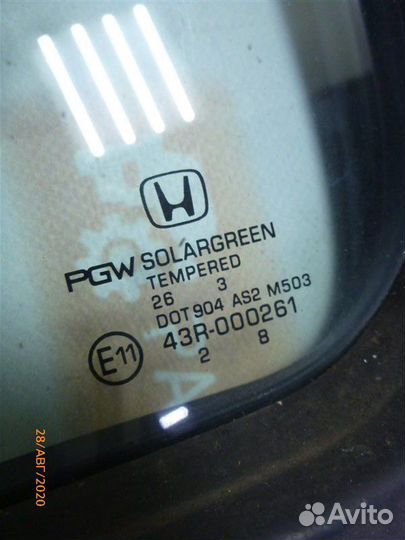 PGW SOLARGREEN
TEMPERED
26 3
DOT904 AS2 M503
E11 43R-000261
2 8
28/АВГ/2020
Avito